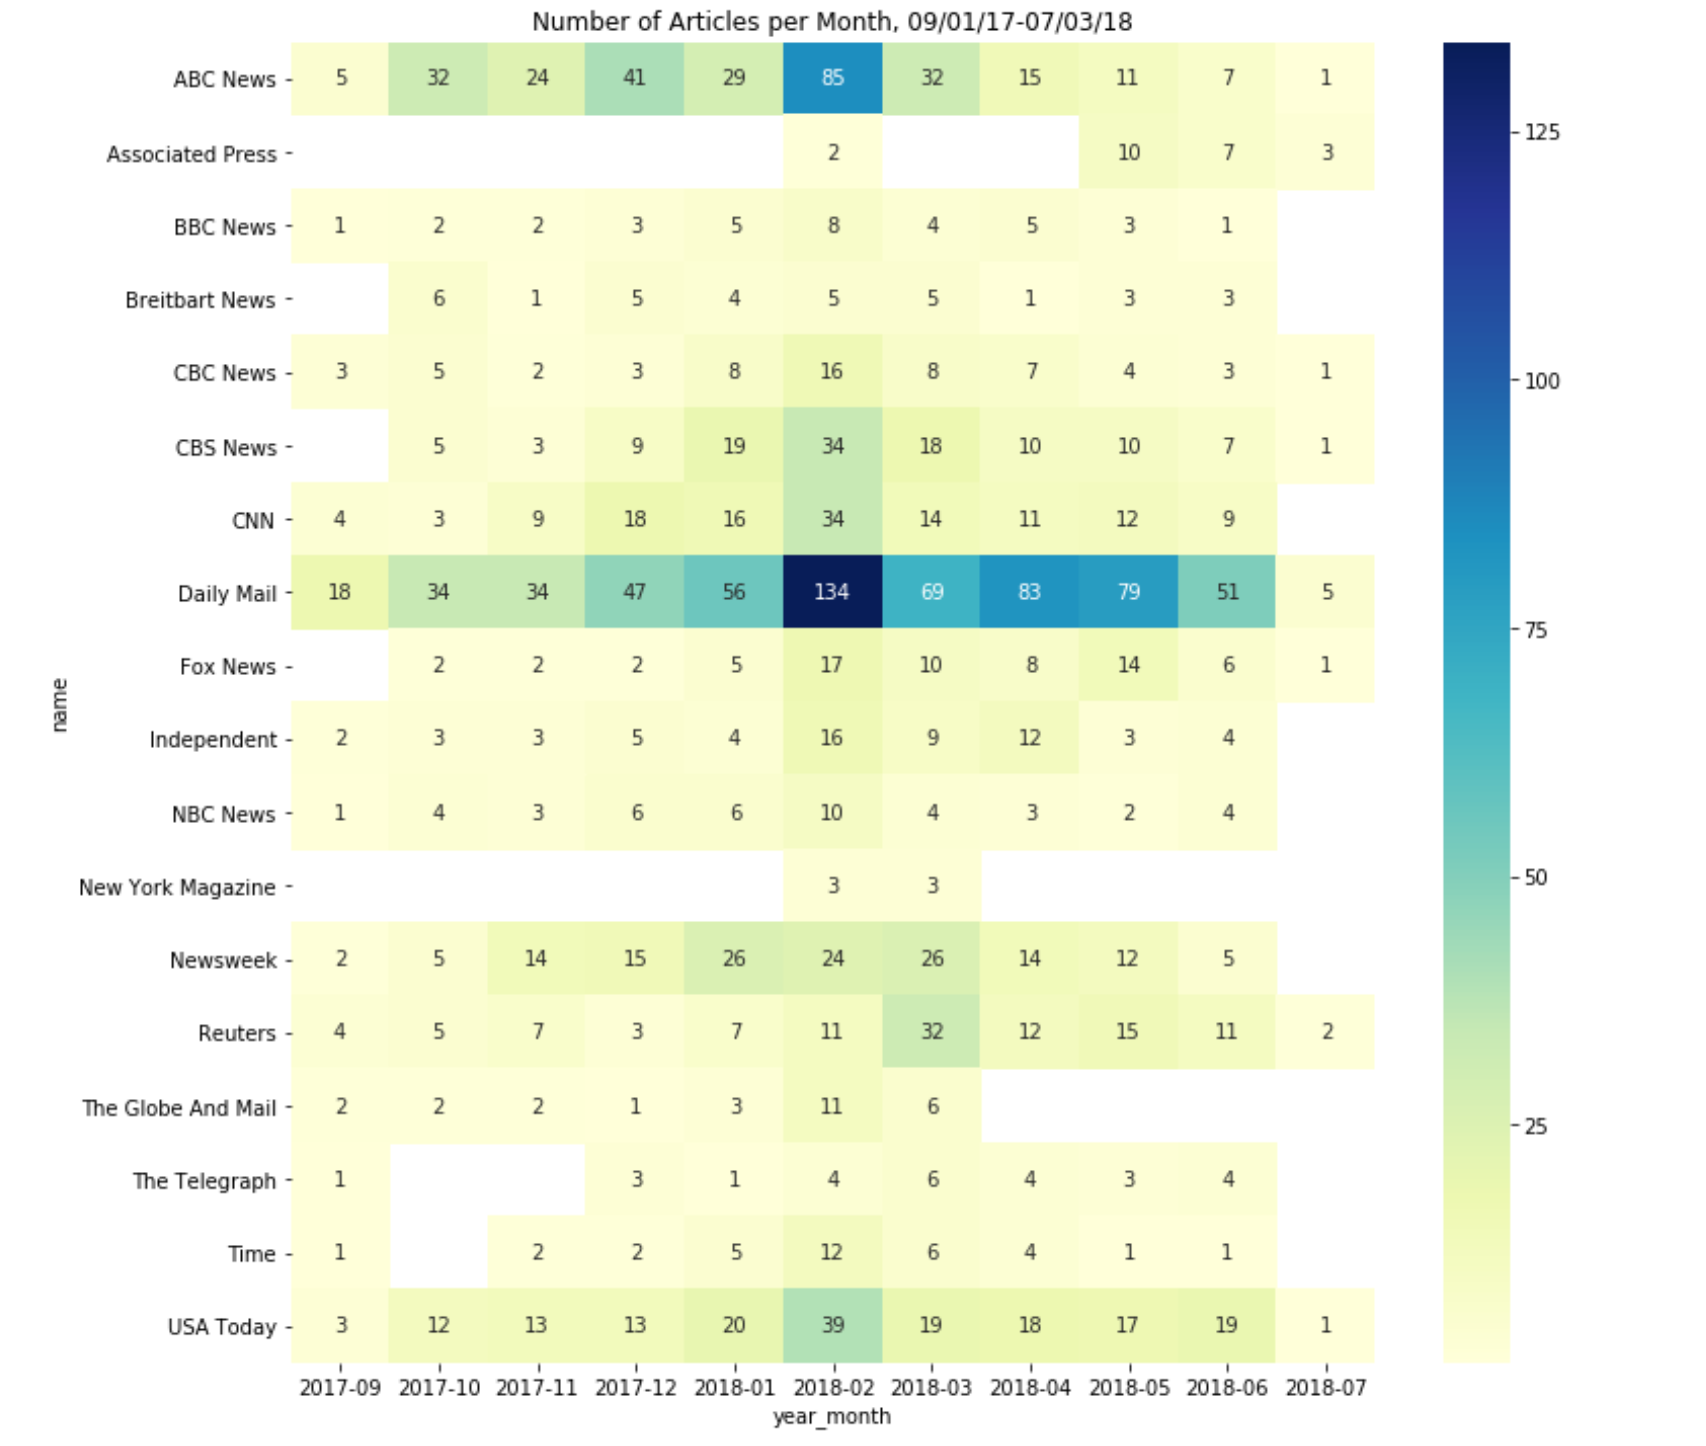 Number of Articles per Month, 09/01/17-07/03/18
ABC News 5 32 24 41 29 85 32 15 11 7 1
Associated Press 2 10 7 3
BBC News 1 2 2 3 5 8 4 5 3 1
Breitbart News 6 1 5 4 5 5 1 3 3
CBC News 3 5 2 3 8 16 8 7 4 3 1
CBS News 5 3 9 19 34 18 10 10 7 1
CNN 4 3 9 18 16 34 14 11 12 9
Daily Mail 18 34 34 47 56 134 69 83 79 51 5
Fox News 2 2 2 5 17 10 8 14 6 1
Independent 2 3 3 5 4 16 9 12 3 4
NBC News 1 4 3 6 6 10 4 3 2 4
New York Magazine 3 3
Newsweek 2 5 14 15 26 24 26 14 12 5
Reuters 4 5 7 3 7 11 32 12 15 11 2
The Globe And Mail 2 2 2 1 3 11 6
The Telegraph 1 3 1 4 6 4 3 4
Time 1 2 2 5 12 6 4 1 1
USA Today 3 12 13 13 20 39 19 18 17 19 1
2017-09 2017-10 2017-11 2017-12 2018-01 2018-02 2018-03 2018-04 2018-05 2018-06 2018-07
year_month
name
125
100
75
50
25